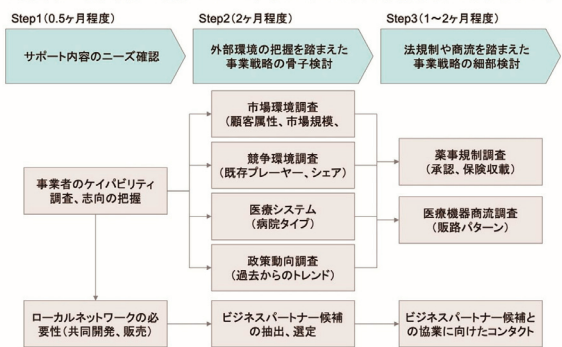 Step1(0.5ヶ月程度)
Step2(2ヶ月程度)
Step3(1～2ヶ月程度)
サポート内容のニーズ確認
外部環境の把握を踏まえた
事業戦略の骨子検討
法規制や商流を踏まえた
事業戦略の細部検討
市場環境調査
(顧客属性、市場規模、
競争環境調査
(既存プレーヤー、シェア)
薬事規制調査
(承認、保険収載)
事業者のケイパビリティ
調査、志向の把握
医療システム
(病院タイプ)
医療機器商流調査
(販路パターン)
政策動向調査
(過去からのトレンド)
ローカルネットワークの必
要性(共同開発、販売)
ビジネスパートナー候補
の抽出、選定
ビジネスパートナー候補と
の協業に向けたコンタクト